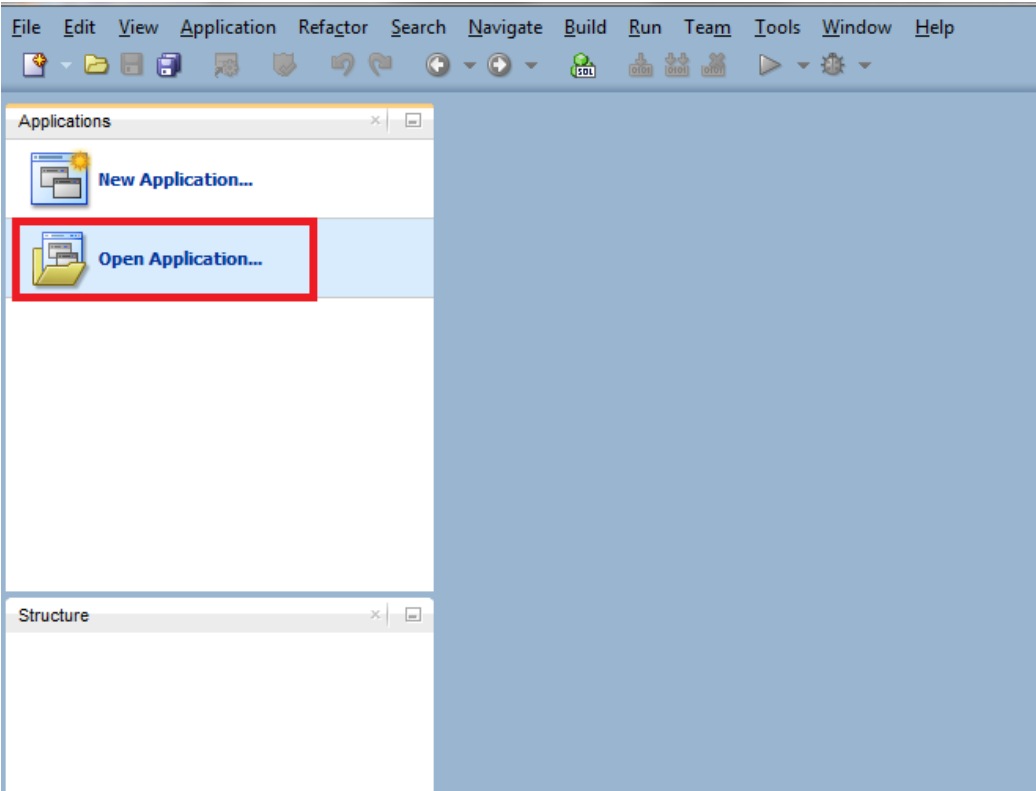 File Edit View Application Refactor Search Navigate Build Run Team Tools Window Help
SQL
Applications
New Application...
Open Application...
Structure